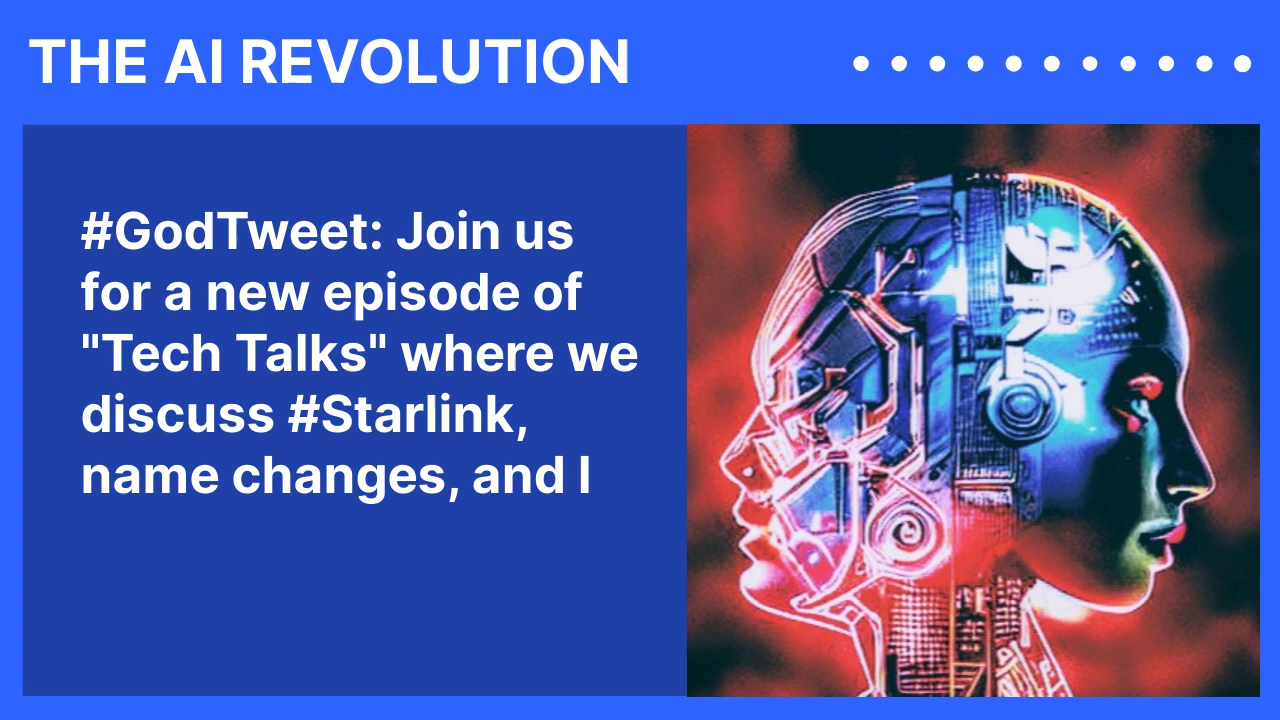 THE AI REVOLUTION
#GodTweet: Join us
for a new episode of
"Tech Talks" where we
discuss #Starlink,
name changes, and I